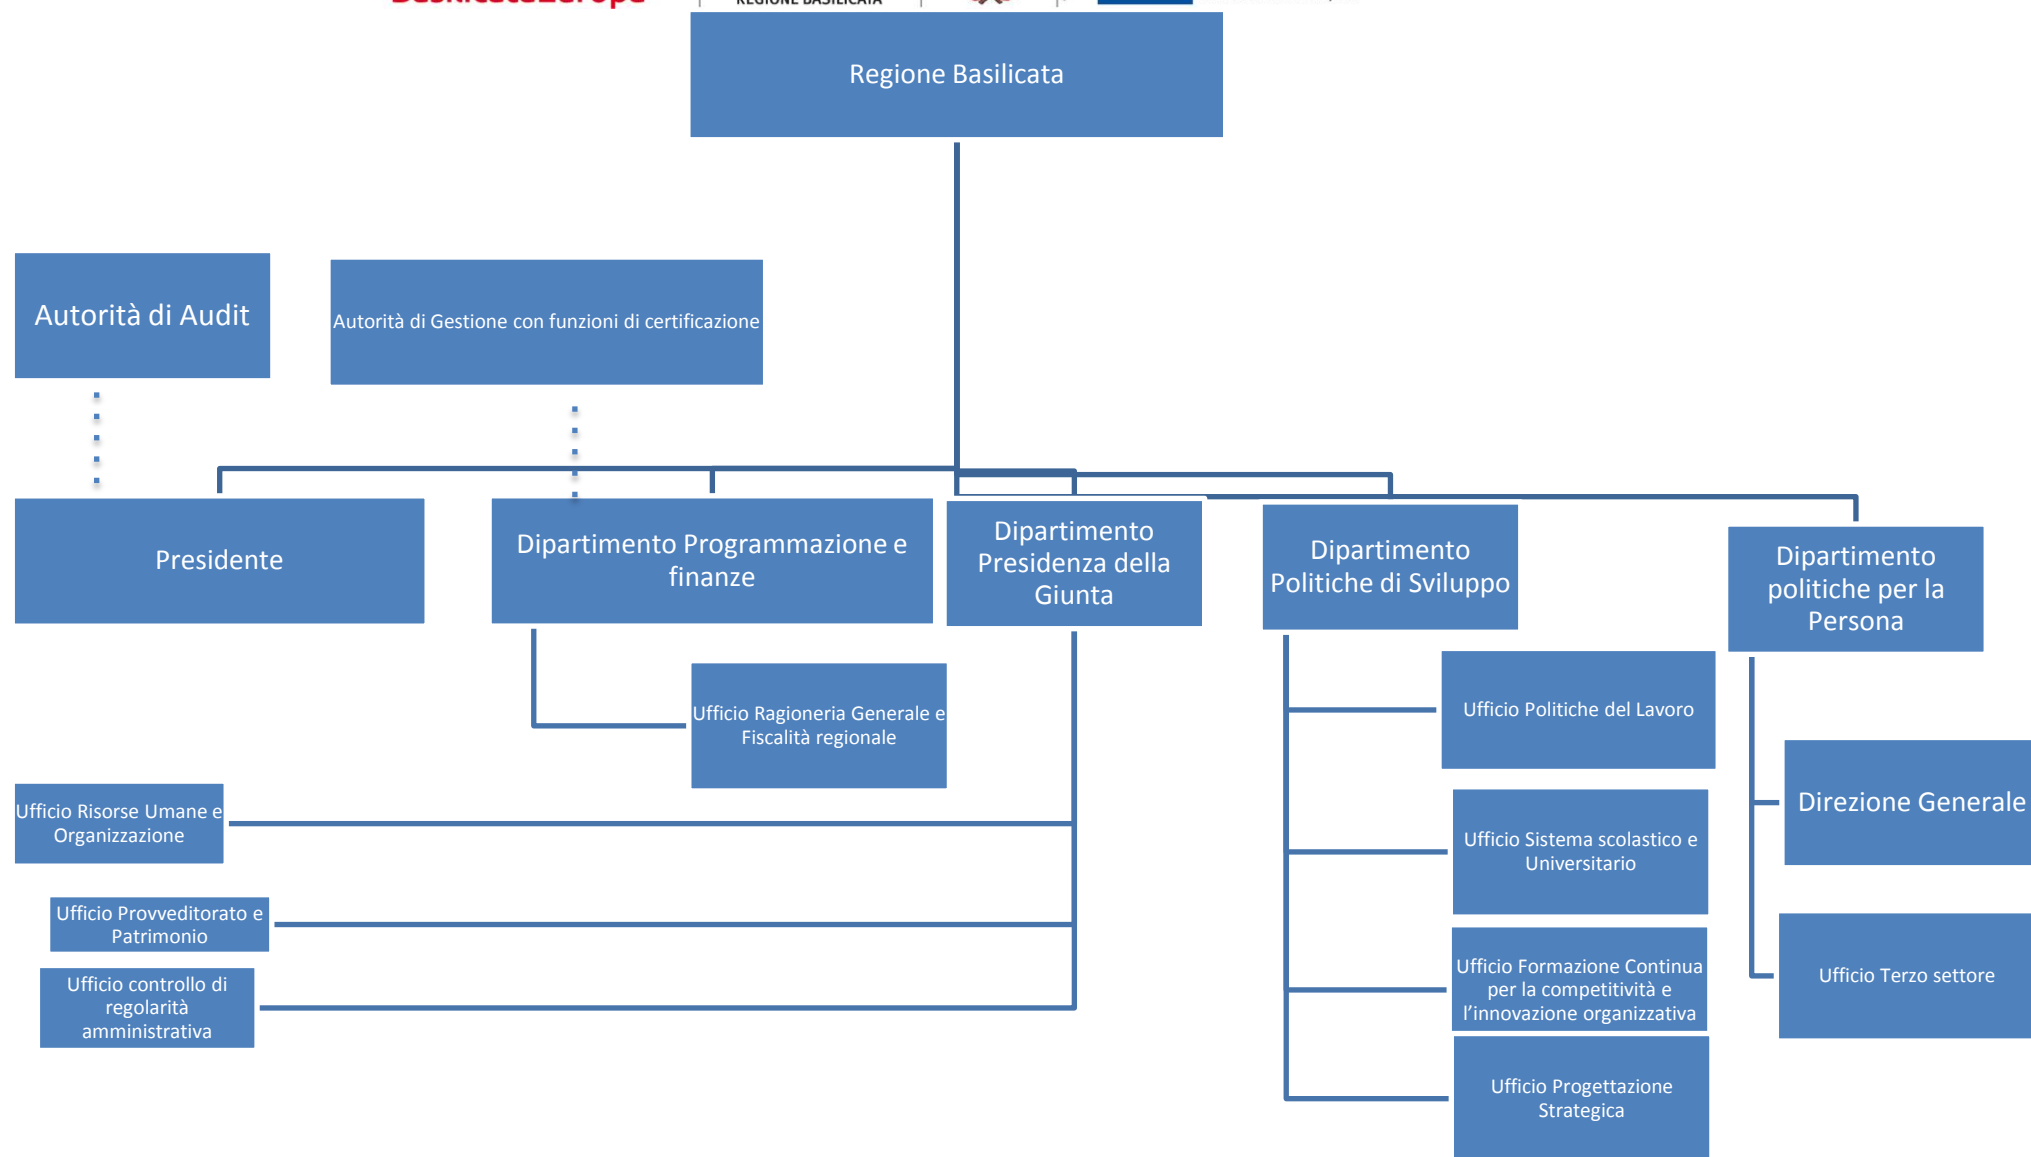 REGIONE BASILICATA
Regione Basilicata
Autorità di Audit
Autorità di Gestione con funzioni di certificazione
Presidente
Dipartimento Programmazione e
finanze
Dipartimento
Presidenza della
Giunta
Dipartimento
Politiche di Sviluppo
Dipartimento
politiche per la
Persona
Ufficio Ragioneria Generale e
Fiscalità regionale
Ufficio Politiche del Lavoro
Direzione Generale
Ufficio Risorse Umane e
Organizzazione
Ufficio Sistema scolastico e
Universitario
Ufficio Provveditorato e
Patrimonio
Ufficio controllo di
regolarità
amministrativa
Ufficio Formazione Continua
per la competitività e
l’innovazione organizzativa
Ufficio Terzo settore
Ufficio Progettazione
Strategica